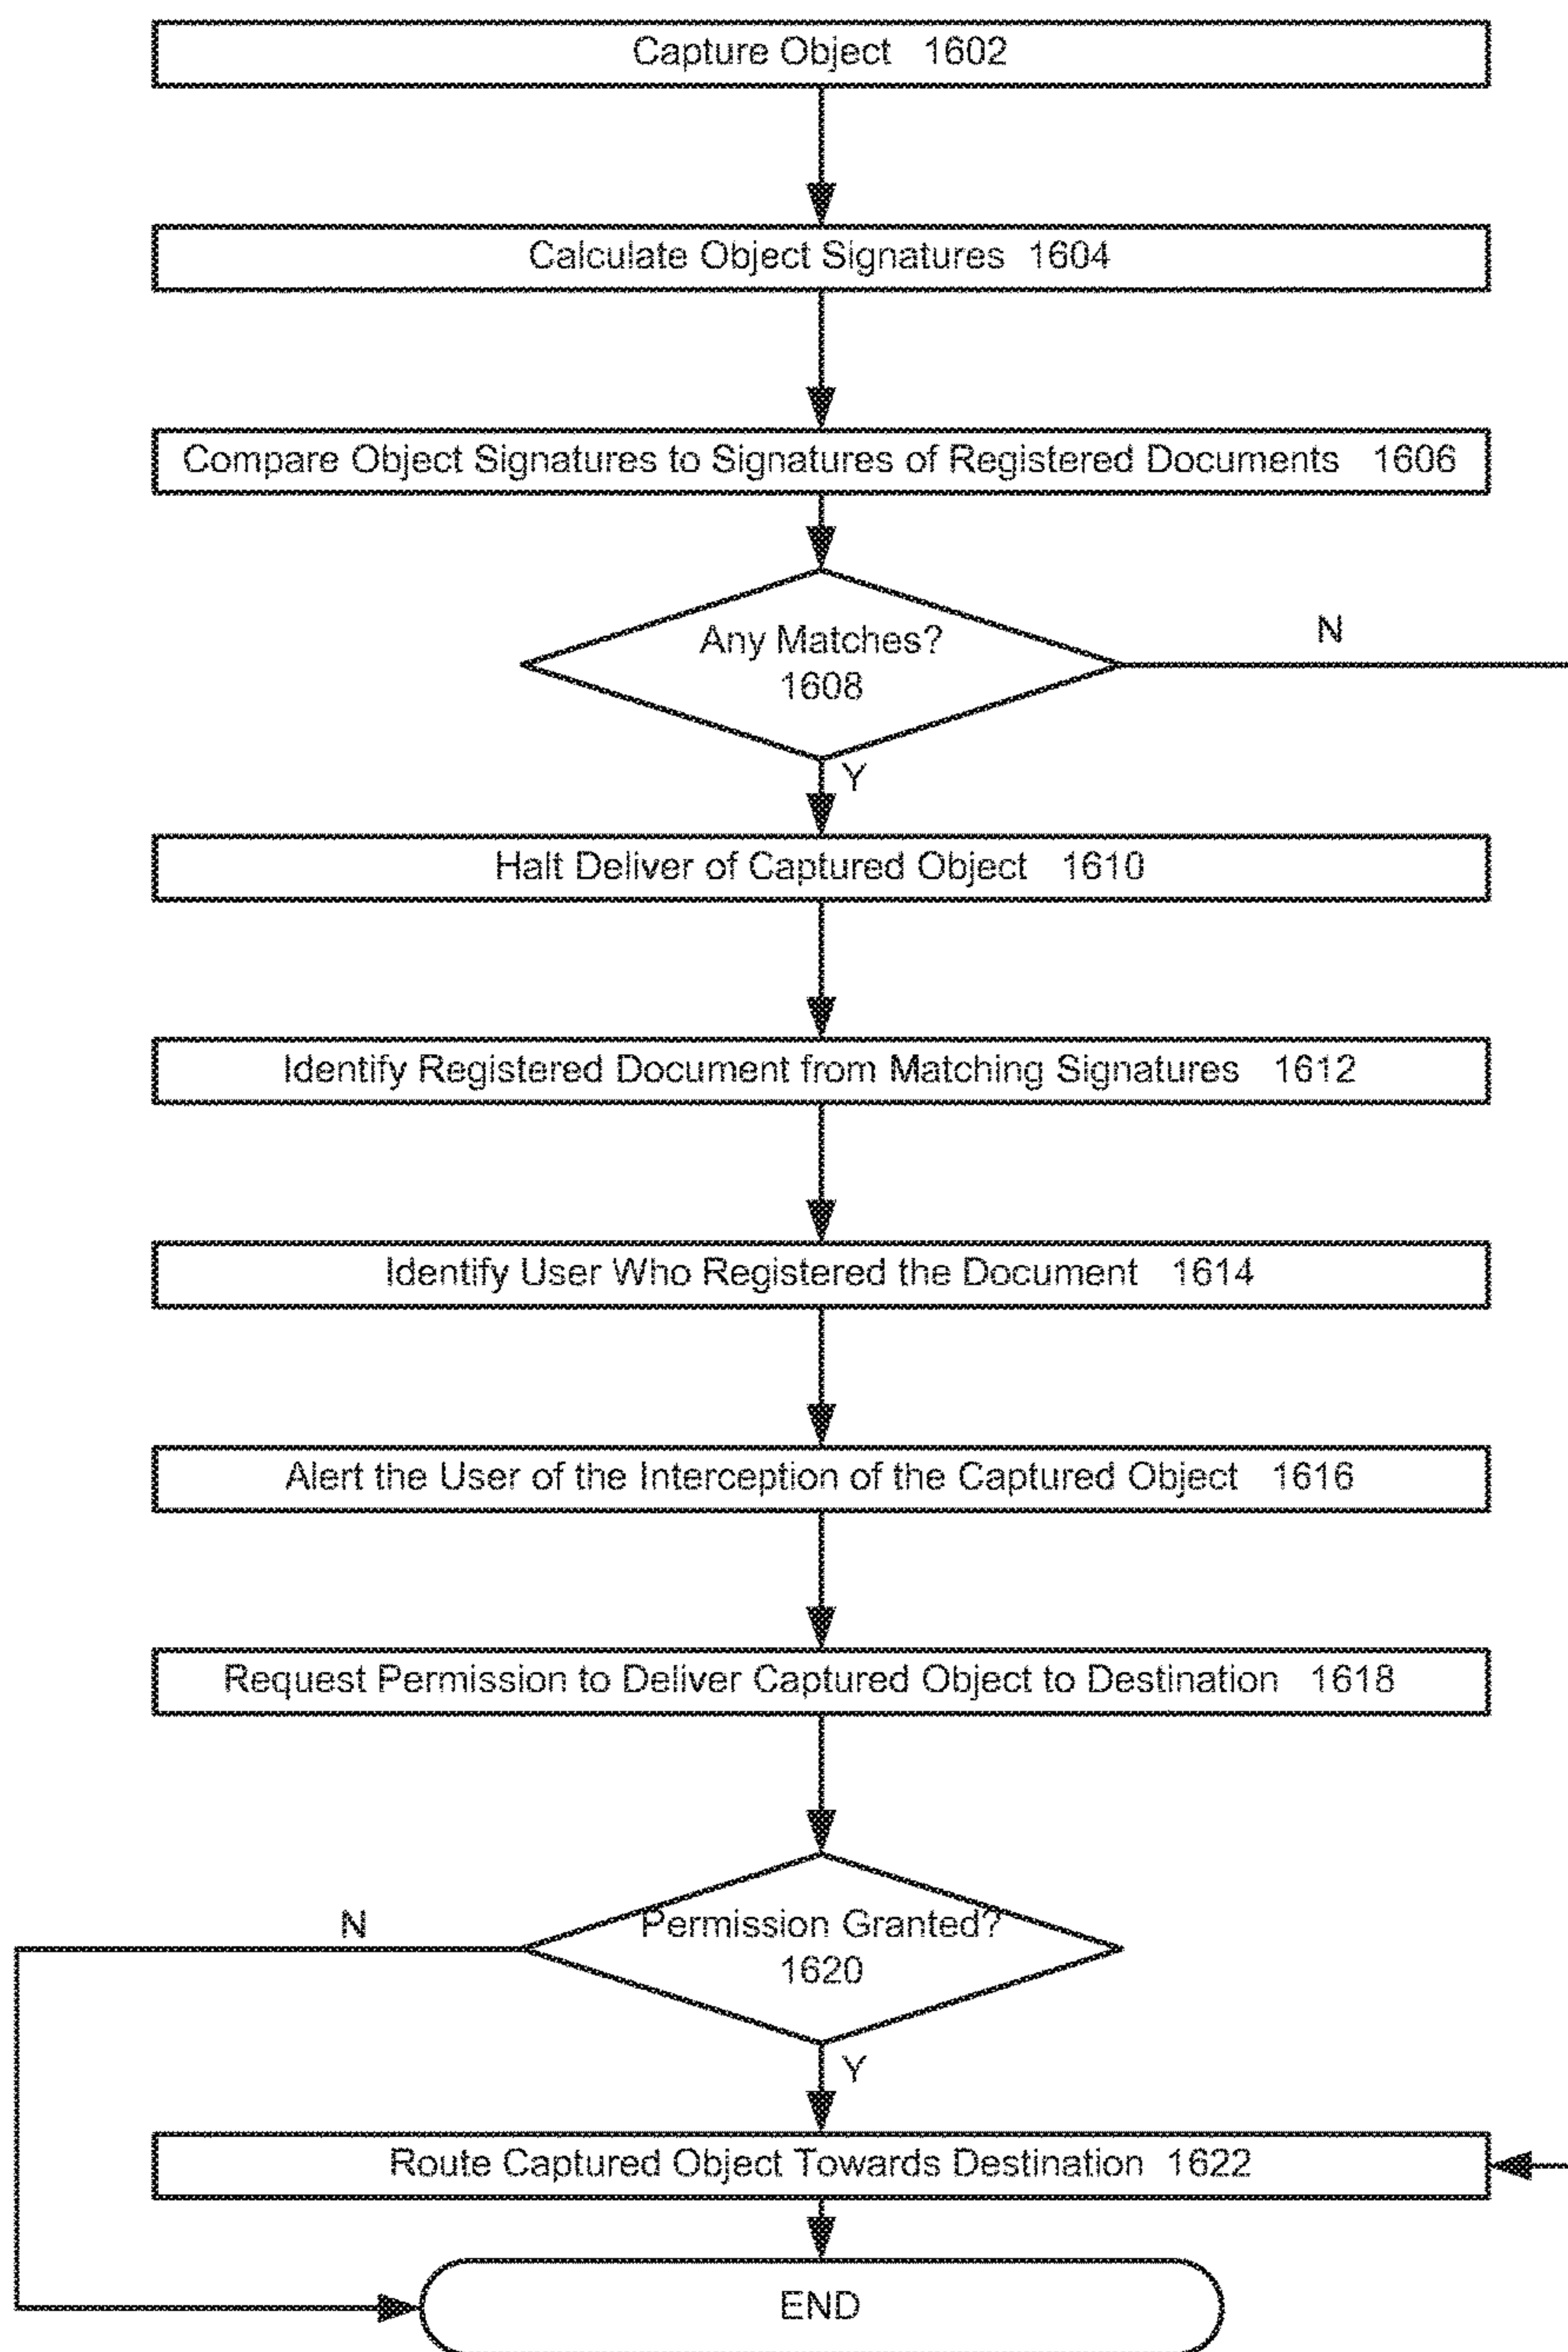 Capture Object 1602
Calculate Object Signatures 1604
Compare Object Signatures to Signatures of Registered Documents 1606
Any Matches?
1608
N
Y
Halt Deliver of Captured Object 1610
Identify Registered Document from Matching Signatures 1612
Identify User Who Registered the Document 1614
Alert the User of the Interception of the Captured Object 1616
Request Permission to Deliver Captured Object to Destination 1618
N
Permission Granted?
1620
Y
Route Captured Object Towards Destination 1622
END